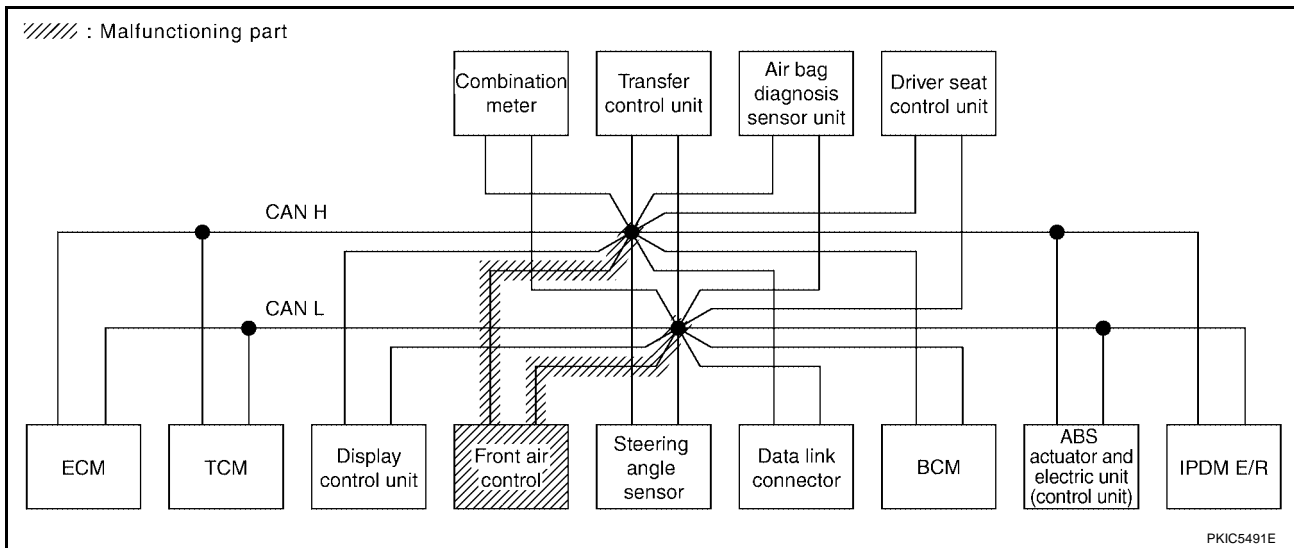 : Malfunctioning part
Combination
meter
Transfer
control unit
Air bag
diagnosis
sensor unit
Driver seat
control unit
CAN H
CAN L
ECM
TCM
Display
control unit
Front air
control
Steering
angle
sensor
Data link
connector
BCM
ABS
actuator and
electric unit
(control unit)
IPDM E/R
PKIC5491E